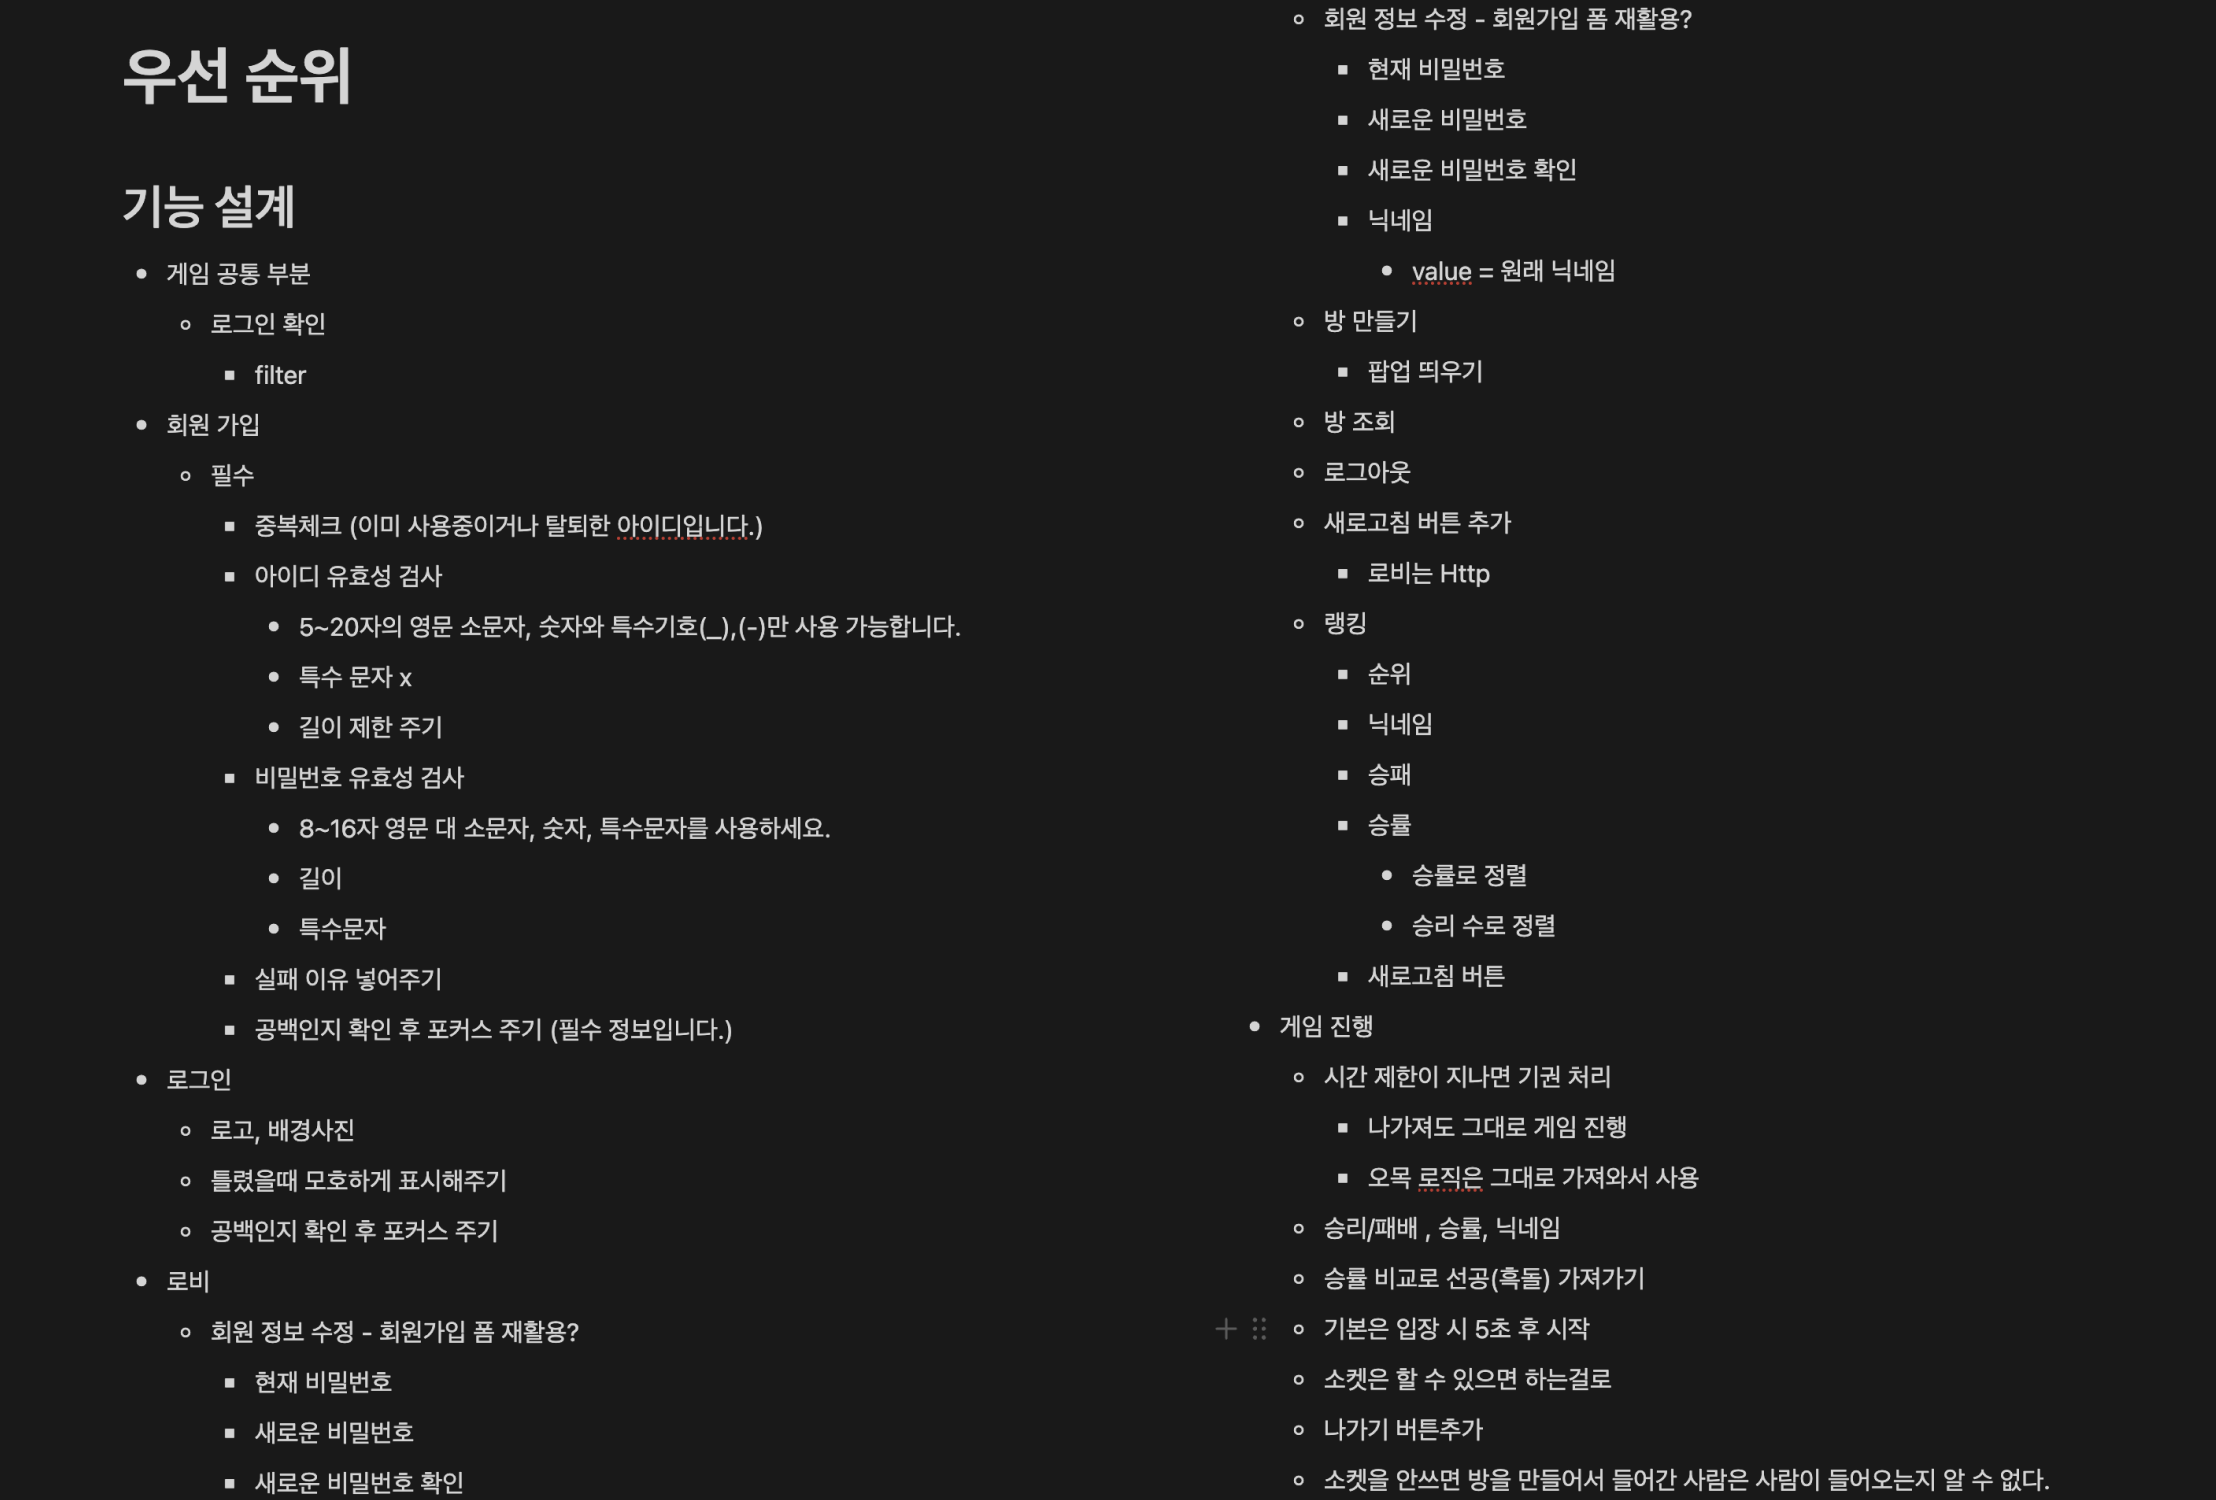 우선 순위
기능 설계
게임 공통 부분
로그인 확인
filter
회원 가입
필수
중복체크 (이미 사용중이거나 탈퇴한 아이디입니다.)
아이디 유효성 검사
5~20자의 영문 소문자, 숫자와 특수기호(_),(-)만 사용 가능합니다.
특수 문자 x
길이 제한 주기
비밀번호 유효성 검사
8~16자 영문 대 소문자, 숫자, 특수문자를 사용하세요.
길이
특수문자
실패 이유 넣어주기
공백인지 확인 후 포커스 주기 (필수 정보입니다.)
로그인
로고, 배경사진
틀렸을때 모호하게 표시해주기
공백인지 확인 후 포커스 주기
로비
회원 정보 수정 - 회원가입 폼 재활용?
현재 비밀번호
새로운 비밀번호
새로운 비밀번호 확인
회원 정보 수정 - 회원가입 폼 재활용?
현재 비밀번호
새로운 비밀번호
새로운 비밀번호 확인
닉네임
value = 원래 닉네임
방 만들기
팝업 띄우기
방 조회
로그아웃
새로고침 버튼 추가
로비는 Http
랭킹
순위
닉네임
승패
승률
승률로 정렬
승리 수로 정렬
새로고침 버튼
게임 진행
시간 제한이 지나면 기권 처리
나가져도 그대로 게임 진행
오목 로직은 그대로 가져와서 사용
승리/패배 , 승률, 닉네임
승률 비교로 선공(흑돌) 가져가기
기본은 입장 시 5초 후 시작
소켓은 할 수 있으면 하는걸로
나가기 버튼추가
소켓을 안쓰면 방을 만들어서 들어간 사람은 사람이 들어오는지 알 수 없다.